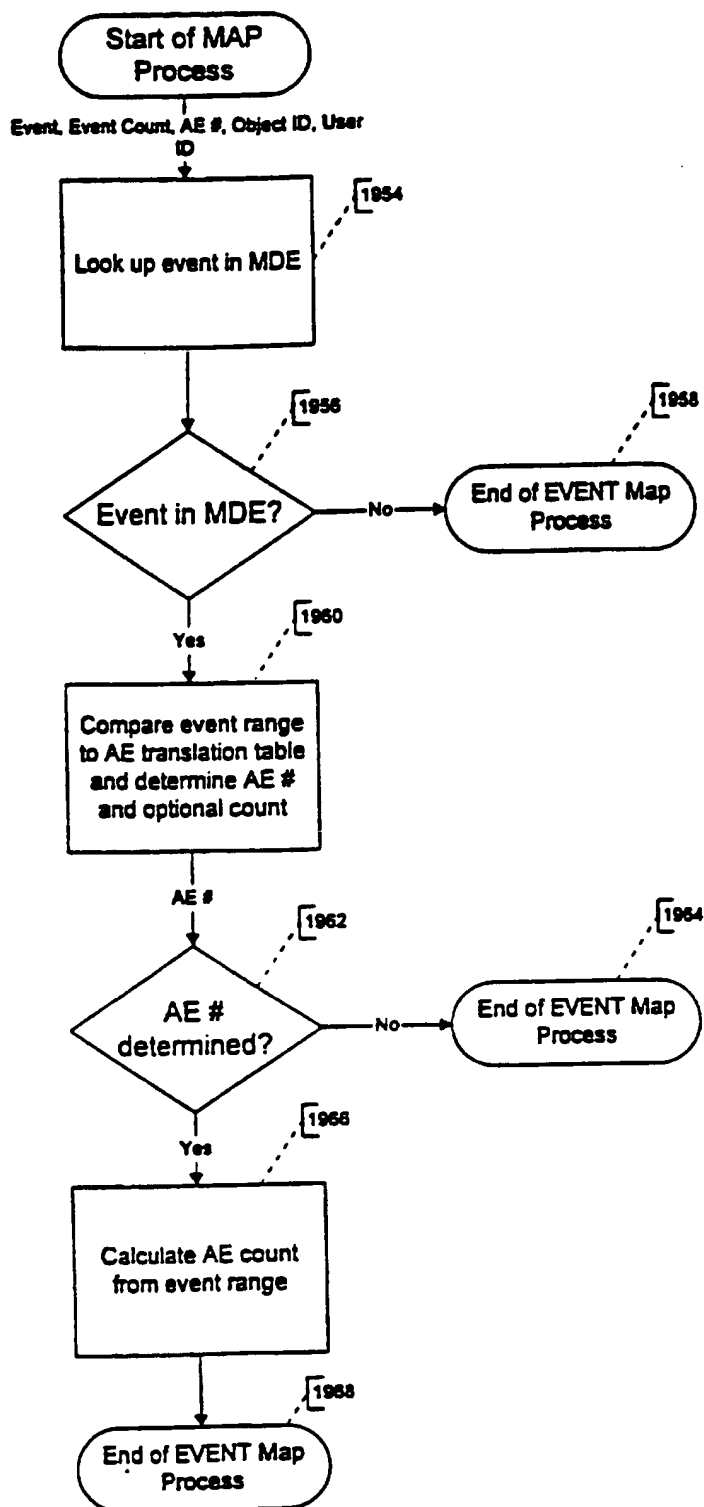 Start of MAP
Process
Event, Event Count, AE #, Object ID, User
ID
1954
Look up event in MDE
1956
1958
Event in MDE?
No
End of EVENT Map
Process
1960
Yes
Compare event range
to AE translation table
and determine AE #
and optional count
AE #
1962
1964
AE #
determined?
No
End of EVENT Map
Process
1966
Yes
Calculate AE count
from event range
1968
End of EVENT Map
Process